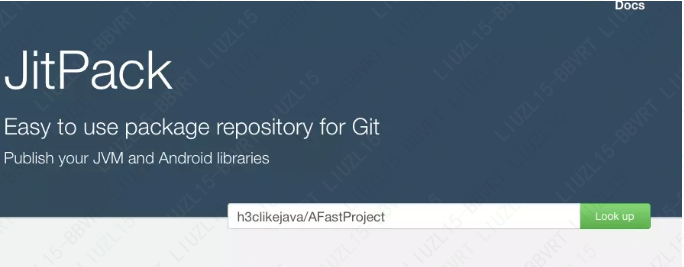 Docs
JitPack
Easy to use package repository for Git
Publish your JVM and Android libraries
h3clikejava/AFastProject
Look up